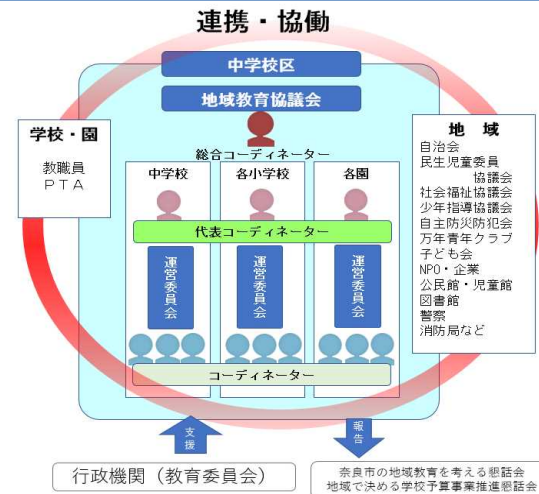 連携・協働
中学校区
地域教育協議会
総合コーディネーター
学校・園
教職員
ＰＴＡ
中学校
各小学校
各園
代表コーディネーター
運営委員会
運営委員会
運営委員会
コーディネーター
地 域
自治会
民生児童委員
協議会
社会福祉協議会
少年指導協議会
自主防災防犯会
万年青年クラブ
子ども会
NPO・企業
公民館・児童館
図書館
警察
消防局など
支援
報告
行政機関（教育委員会）
奈良市の地域教育を考える懇話会
地域で決める学校予算事業推進懇話会